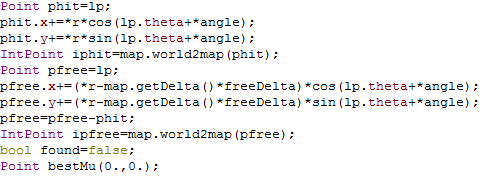 Point phit=lp;
phit.x+=*r*cos(lp.theta+*angle);
phit.y+=*r*sin(lp.theta+*angle);
IntPoint iphit=map.world2map(phit);
Point pfree=lp;
pfree.x+=(*r-map.getDelta()*freeDelta)*cos(lp.theta+*angle);
pfree.y+=(*r-map.getDelta()*freeDelta)*sin(lp.theta+*angle);
pfree=pfree-phit;
IntPoint ipfree=map.world2map(pfree);
bool found=false;
Point bestMu(0.,0.);